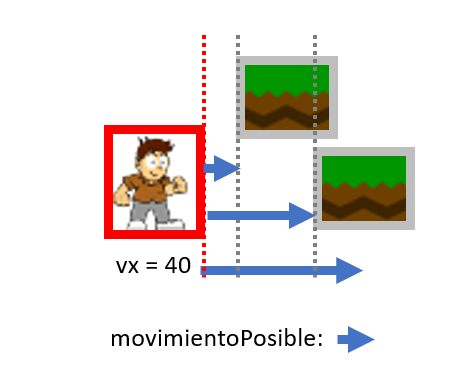 vx = 40
movimientoPosible: